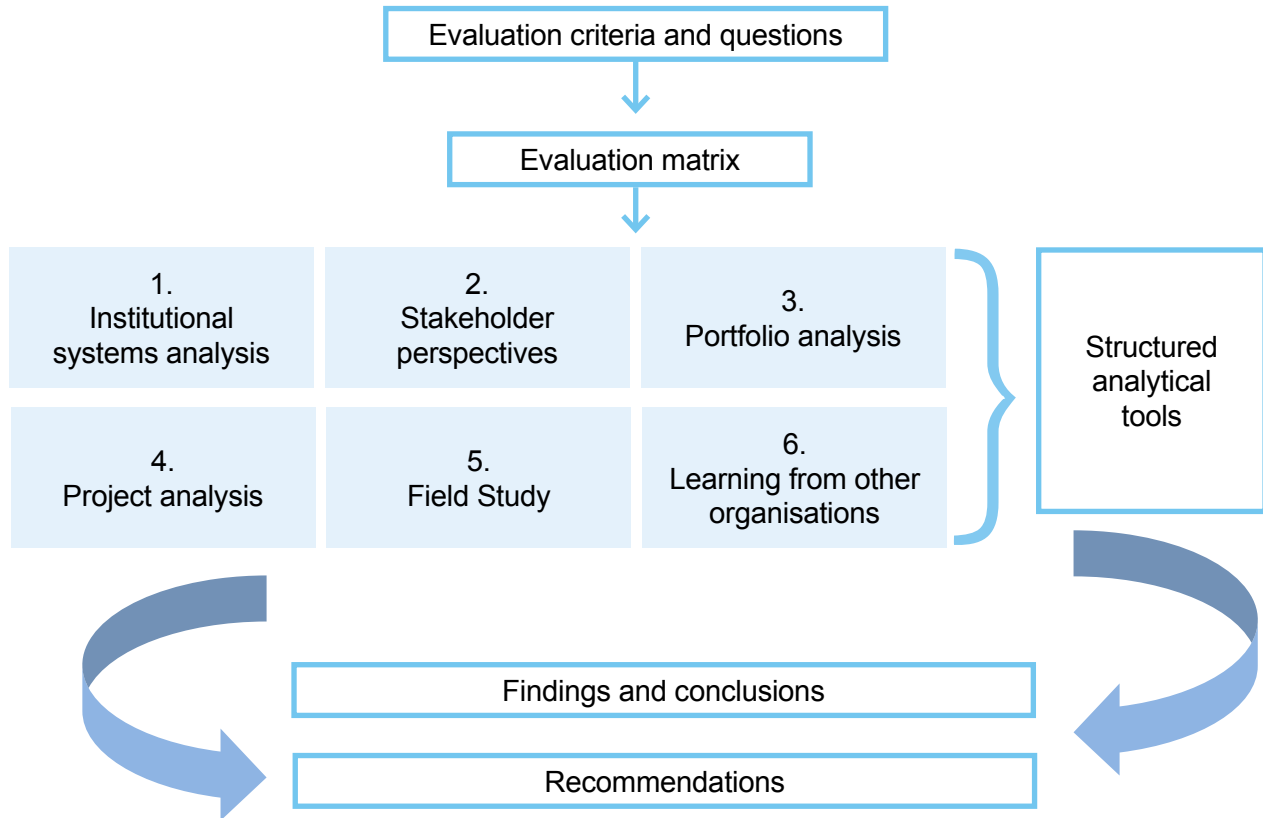 Evaluation criteria and questions
Evaluation matrix
1.
Institutional
systems analysis
2.
Stakeholder
perspectives
3.
Portfolio analysis
4.
Project analysis
5.
Field Study
6.
Learning from other
organisations
Structured
analytical
tools
Findings and conclusions
Recommendations